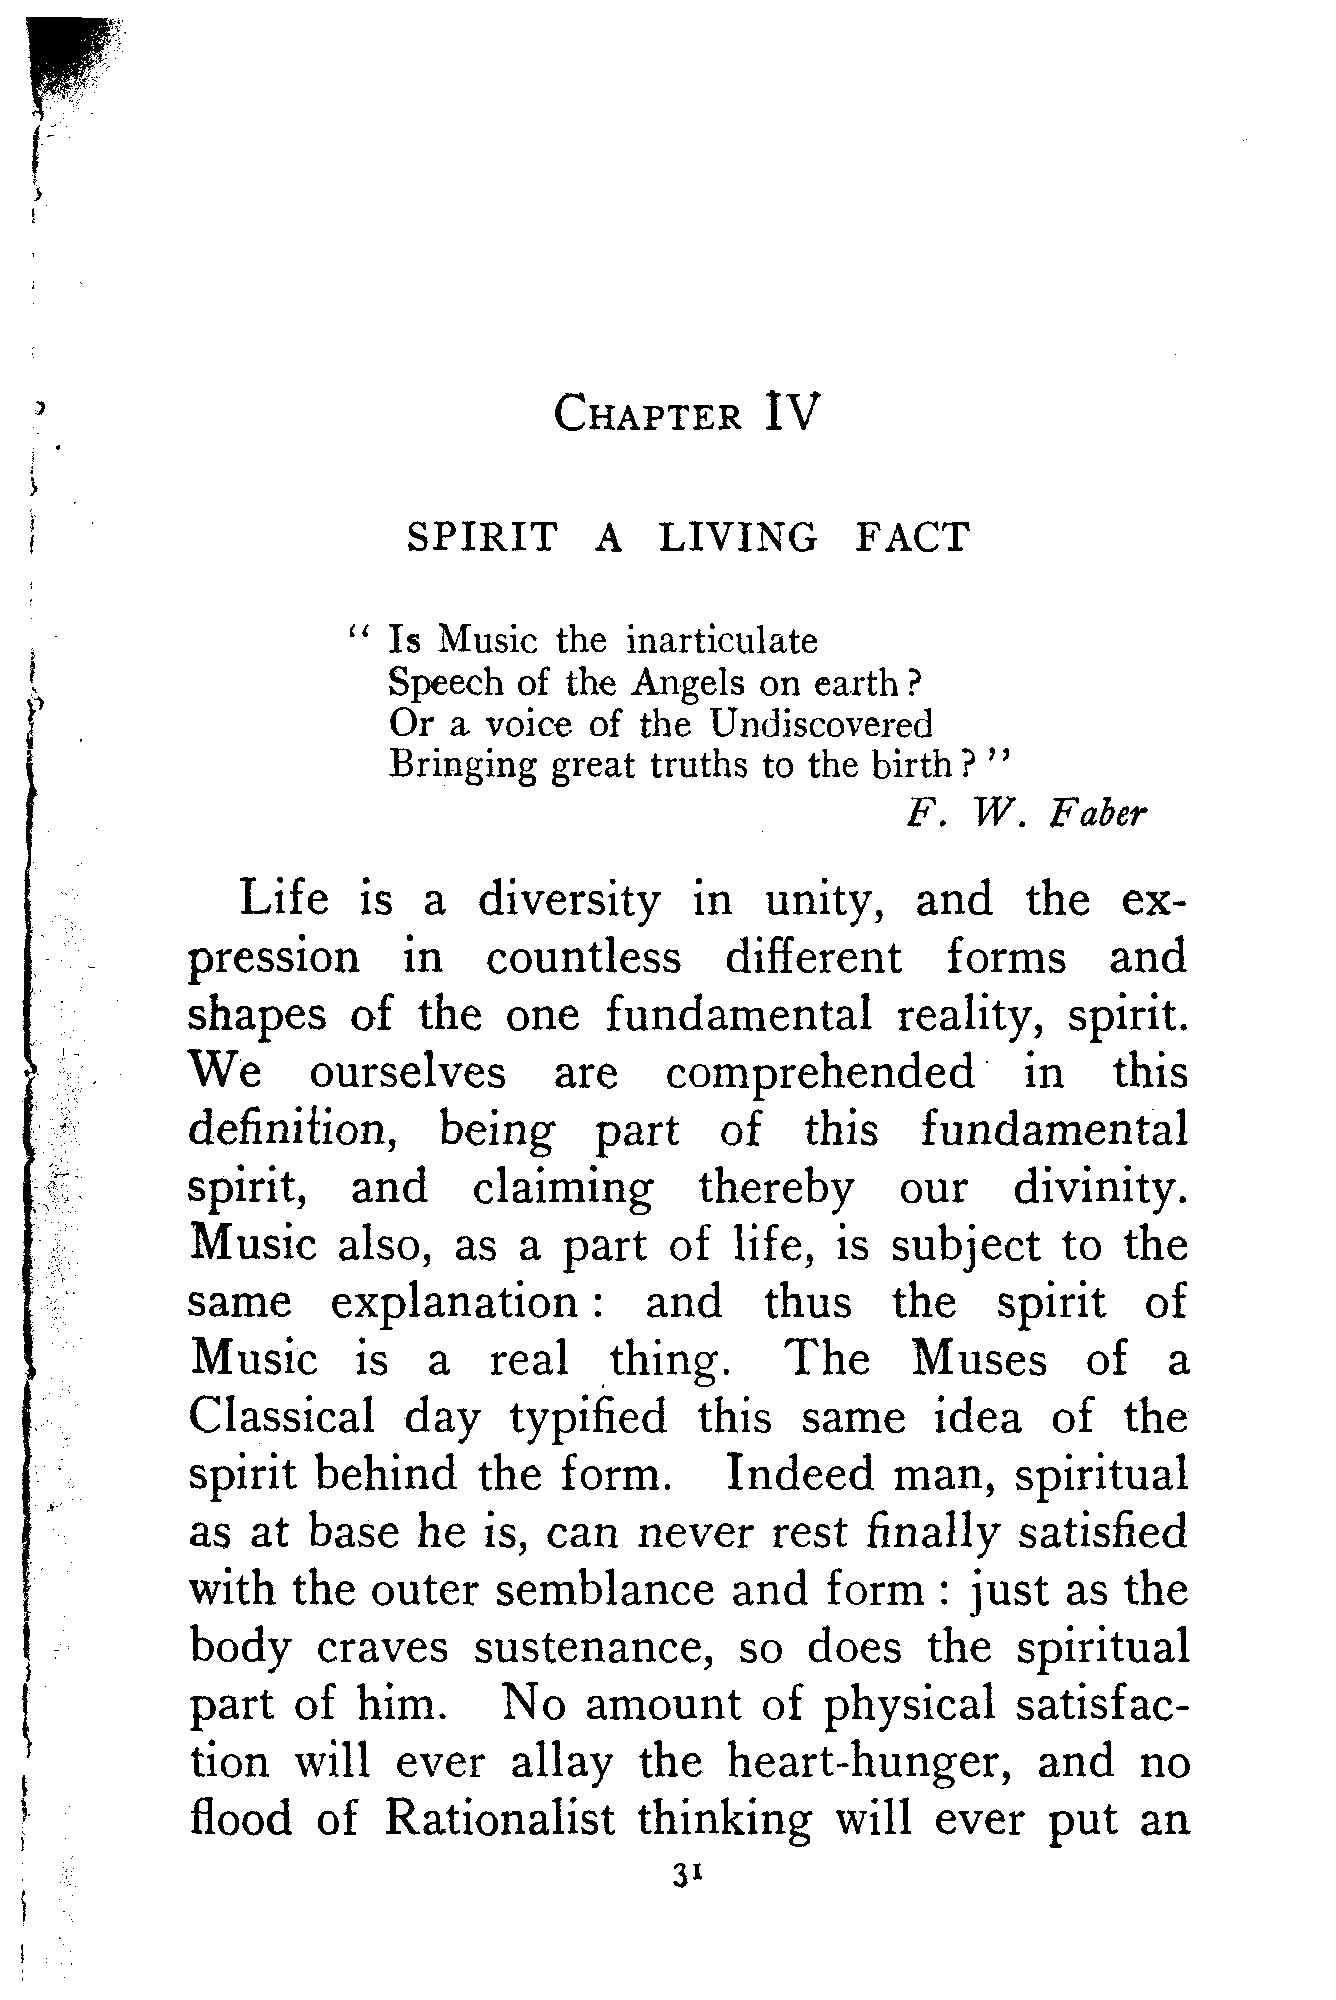 Chapter IV
SPIRIT A LIVING FACT
“ Is Music the inarticulate
Speech of the Angels on earth ?
Or a voice of the Undiscovered
Bringing great truths to the birth ? ”
F. W. Faber
Life is a diversity in unity, and the ex-
pression in countless different forms and
shapes of the one fundamental reality, spirit.
We ourselves are comprehended in this
definition, being part of this fundamental
spirit, and claiming thereby our divinity.
Music also, as a part of life, is subject to the
same explanation : and thus the spirit of
Music is a real thing. The Muses of a
Classical day typified this same idea of the
spirit behind the form. Indeed man, spiritual
as at base he is, can never rest finally satisfied
with the outer semblance and form : just as the
body craves sustenance, so does the spiritual
part of him. No amount of physical satisfac-
tion will ever allay the heart-hunger, and no
flood of Rationalist thinking will ever put an
31